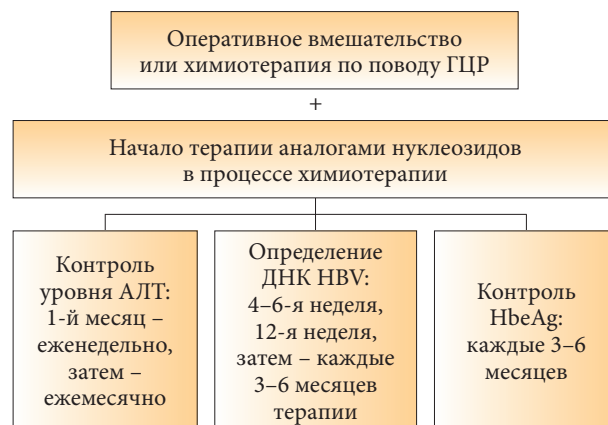 Оперативное вмешательство
или химиотерапия по поводу ГЦР
+
Начало терапии аналогами нуклеозидов
в процессе химиотерапии
Контроль
уровня АЛТ:
1-й месяц –
еженедельно,
затем –
ежемесячно
Определение
ДНК HBV:
4–6-я неделя,
12-я неделя,
затем – каждые
3–6 месяцев
терапии
Контроль
HbeAg:
каждые 3–6
месяцев